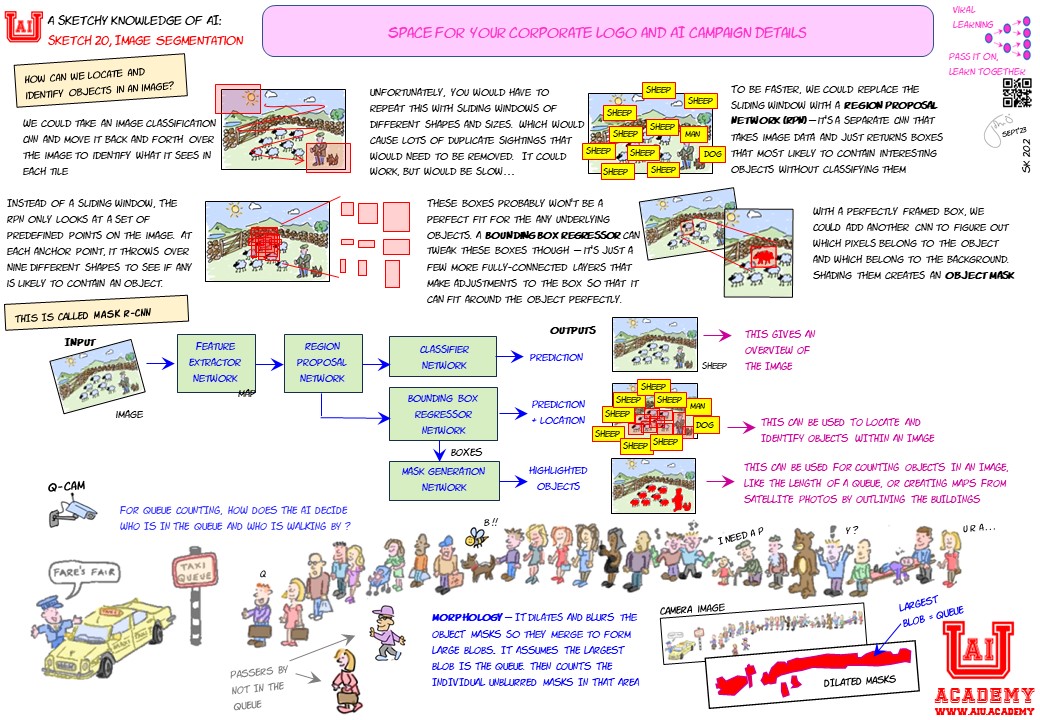 AI
A SKETCHY KNOWLEDGE OF AI:
SKETCH 20, IMAGE SEGMENTATION
SPACE FOR YOUR CORPORATE LOGO AND AI CAMPAIGN DETAILS
VIRAL
LEARNING
PASS IT ON,
LEARN TOGETHER
SEPT'23
SK 20.2
HOW CAN WE LOCATE AND
IDENTIFY OBJECTS IN AN IMAGE?
WE COULD TAKE AN IMAGE CLASSIFICATION
CNN AND MOVE IT BACK AND FORTH OVER
THE IMAGE TO IDENTIFY WHAT IT SEES IN
EACH TILE
UNFORTUNATELY, YOU WOULD HAVE TO
REPEAT THIS WITH SLIDING WINDOWS OF
DIFFERENT SHAPES AND SIZES. WHICH WOULD
CAUSE LOTS OF DUPLICATE SIGHTINGS THAT
WOULD NEED TO BE REMOVED. IT COULD
WORK, BUT WOULD BE SLOW...
SHEEP
SHEEP
SHEEP
SHEEP
SHEEP
MAN
SHEEP
SHEEP
DOG
SHEEP
SHEEP
TO BE FASTER, WE COULD REPLACE THE
SLIDING WINDOW WITH A REGION PROPOSAL
NETWORK (RPN) – IT'S A SEPARATE CNN THAT
TAKES IMAGE DATA AND JUST RETURNS BOXES
THAT MOST LIKELY TO CONTAIN INTERESTING
OBJECTS WITHOUT CLASSIFYING THEM
INSTEAD OF A SLIDING WINDOW, THE
RPN ONLY LOOKS AT A SET OF
PREDEFINED POINTS ON THE IMAGE. AT
EACH ANCHOR POINT, IT THROWS OVER
NINE DIFFERENT SHAPES TO SEE IF ANY
IS LIKELY TO CONTAIN AN OBJECT.
THESE BOXES PROBABLY WON'T BE A
PERFECT FIT FOR THE ANY UNDERLYING
OBJECTS. A BOUNDING BOX REGRESSOR CAN
TWEAK THESE BOXES THOUGH – IT'S JUST A
FEW MORE FULLY-CONNECTED LAYERS THAT
MAKE ADJUSTMENTS TO THE BOX SO THAT IT
CAN FIT AROUND THE OBJECT PERFECTLY.
WITH A PERFECTLY FRAMED BOX, WE
COULD ADD ANOTHER CNN TO FIGURE OUT
WHICH PIXELS BELONG TO THE OBJECT
AND WHICH BELONG TO THE BACKGROUND.
SHADING THEM CREATES AN OBJECT MASK
THIS IS CALLED MASK R-CNN
INPUT
IMAGE
FEATURE
EXTRACTOR
NETWORK
MAP
REGION
PROPOSAL
NETWORK
CLASSIFIER
NETWORK
BOUNDING BOX
REGRESSOR
NETWORK
BOXES
MASK GENERATION
NETWORK
OUTPUTS
PREDICTION
SHEEP
THIS GIVES AN
OVERVIEW OF
THE IMAGE
PREDICTION
+ LOCATION
SHEEP
SHEEP
SHEEP
MAN
SHEEP
DOG
SHEEP
SHEEP
SHEEP
THIS CAN BE USED TO LOCATE AND
IDENTIFY OBJECTS WITHIN AN IMAGE
HIGHLIGHTED
OBJECTS
THIS CAN BE USED FOR COUNTING OBJECTS IN AN IMAGE,
LIKE THE LENGTH OF A QUEUE, OR CREATING MAPS FROM
SATELLITE PHOTOS BY OUTLINING THE BUILDINGS
Q-CAM
FOR QUEUE COUNTING, HOW DOES THE AI DECIDE
WHO IS IN THE QUEUE AND WHO IS WALKING BY ?
FARE'S FAIR
TAXI
TAXI
QUEUE
Q
B!!
I NEED A P
Y?
U R A...
PASSERS BY
NOT IN THE
QUEUE
MORPHOLOGY – IT DILATES AND BLURS THE
OBJECT MASKS SO THEY MERGE TO FORM
LARGE BLOBS. IT ASSUMES THE LARGEST
BLOB IS THE QUEUE. THEN COUNTS THE
INDIVIDUAL UNBLURRED MASKS IN THAT AREA
CAMERA IMAGE
LARGEST
BLOB = QUEUE
DILATED MASKS
AI
ACADEMY
WWW.AIU.ACADEMY